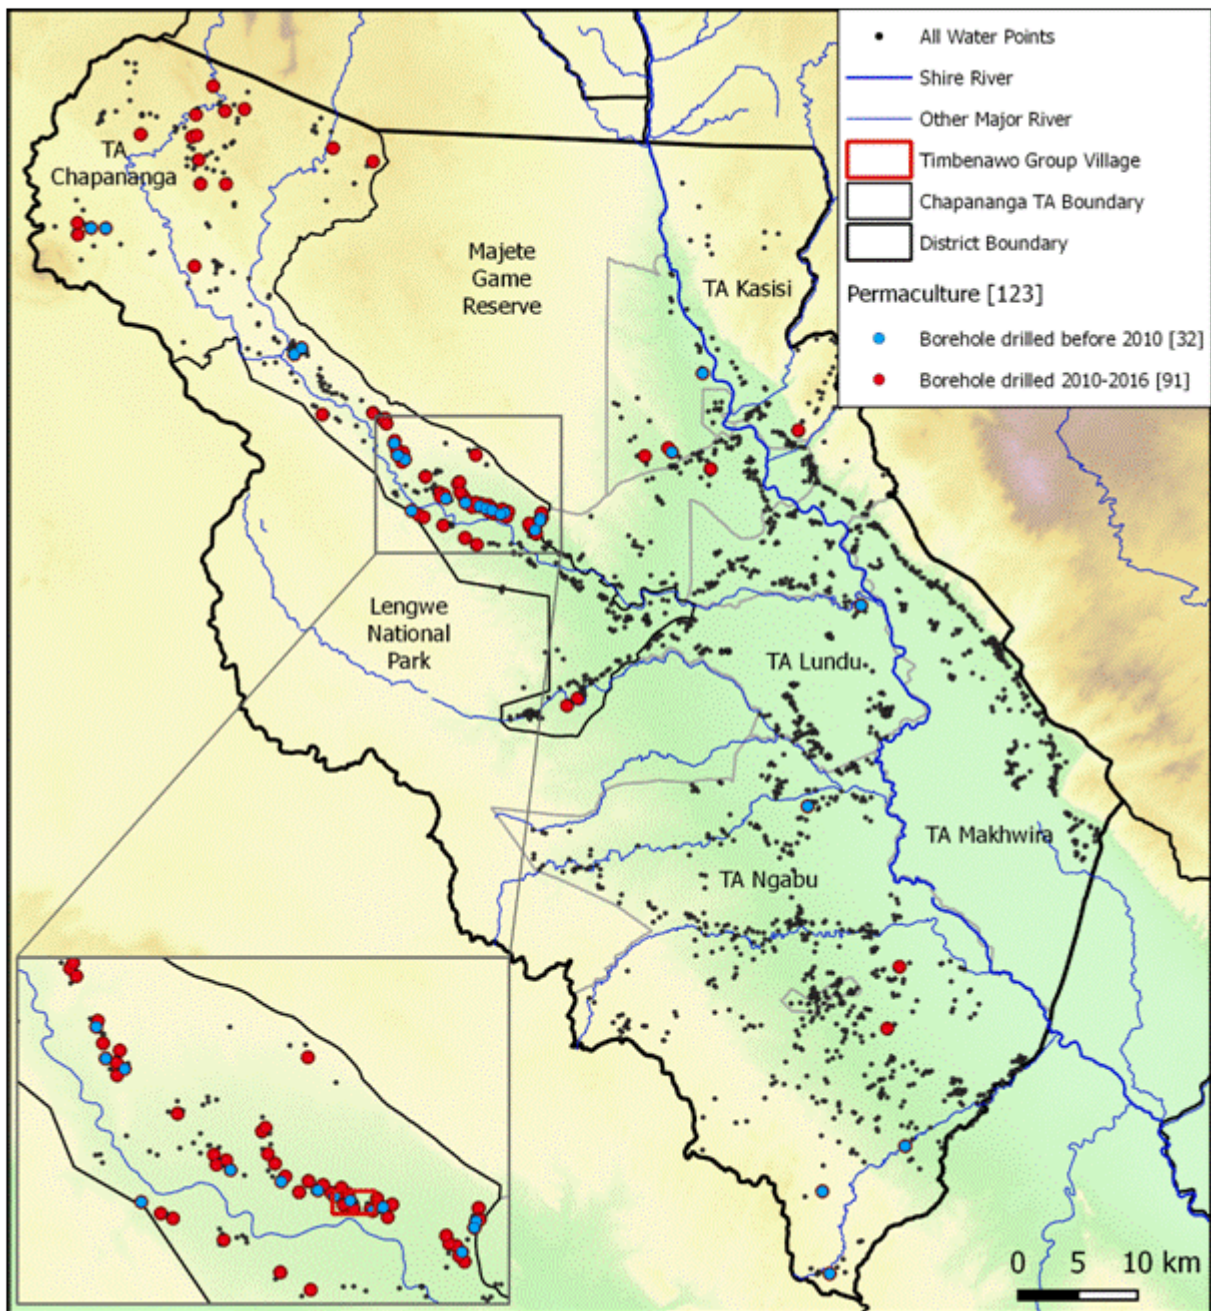 All Water Points
Shire River
Other Major River
Timbenawo Group Village
Chapananga TA Boundary
District Boundary
Permaculture [123]
Borehole drilled before 2010 [32]
Borehole drilled 2010-2016 [91]
TA
Chapananga
Majete
Game
Reserve
TA Kasisi
Lengwe
National
Park
TA Lundu
TA Makhwira
TA Ngabu
0 5 10 km